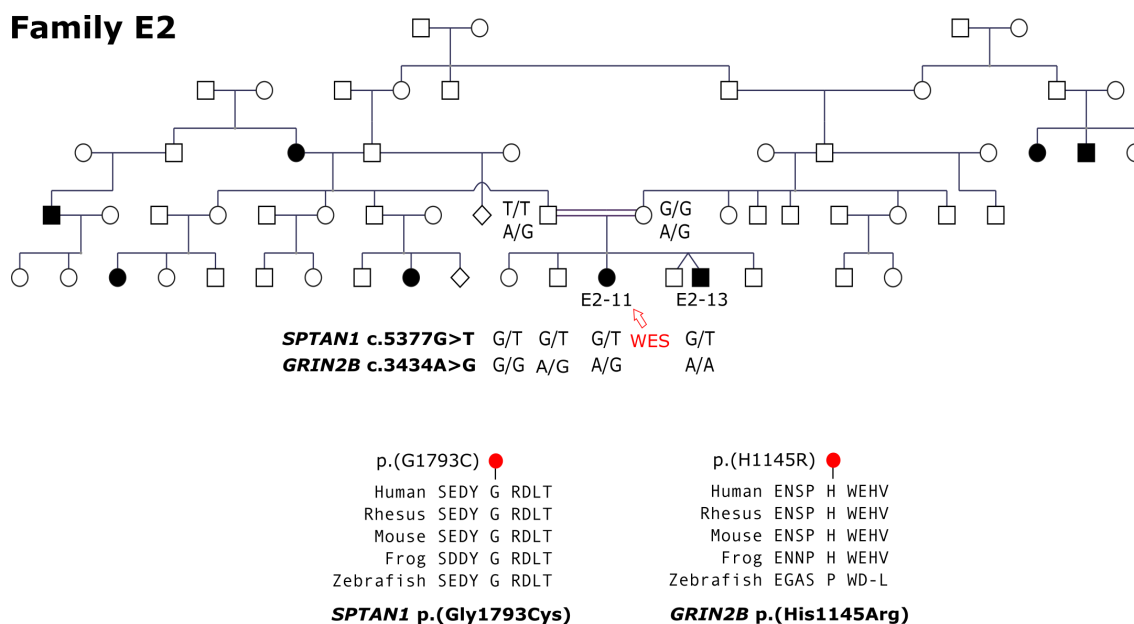 Family E2
T/T G/G
A/G A/G
E2-11 E2-13
SPTAN1 c.5377G>T G/T G/T G/T WES G/T
GRIN2B c.3434A>G G/G A/G A/G A/A
p.(G1793C) p.(H1145R)
Human SEDY G RDLT Human ENSP H WEHV
Rhesus SEDY G RDLT Rhesus ENSP H WEHV
Mouse SEDY G RDLT Mouse ENSP H WEHV
Frog SDDY G RDLT Frog ENNP H WEHV
Zebrafish SEDY G RDLT Zebrafish EGAS P WD-L
SPTAN1 p.(Gly1793Cys) GRIN2B p.(His1145Arg)